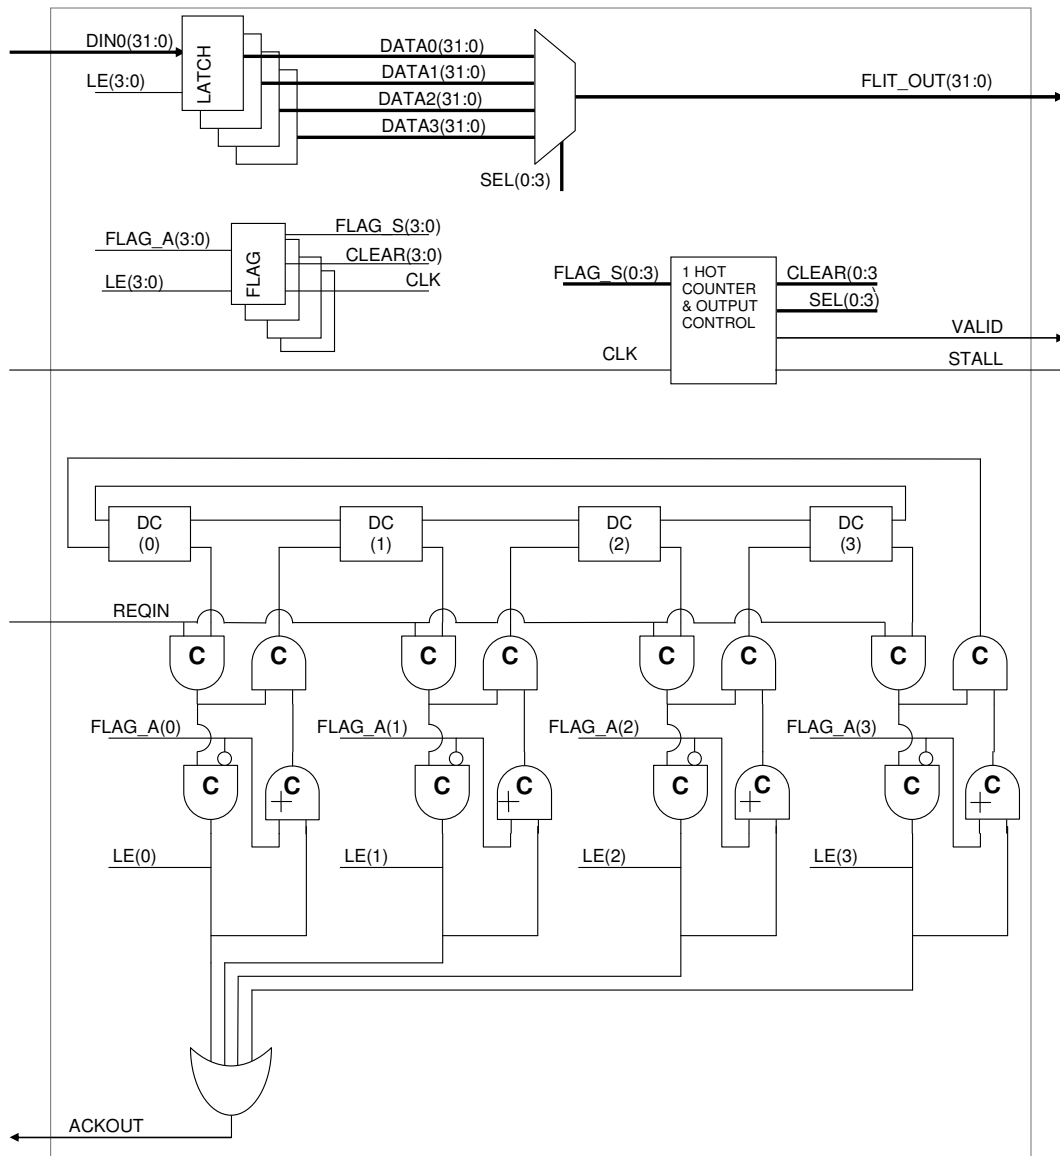 DIN0(31:0)
LE(3:0)
LATCH
DATA0(31:0)
DATA1(31:0)
DATA2(31:0)
DATA3(31:0)
FLIT_OUT(31:0)
SEL(0:3)
FLAG_A(3:0)
LE(3:0)
FLAG
FLAG_S(3:0)
CLEAR(3:0)
CLK
FLAG_S(0:3)
CLK
1 HOT
COUNTER
& OUTPUT
CONTROL
CLEAR(0:3
SEL(0:3)
VALID
STALL
DC
(0)
DC
(1)
DC
(2)
DC
(3)
REQIN
C
C
C
C
C
C
C
C
FLAG_A(0)
FLAG_A(1)
FLAG_A(2)
FLAG_A(3)
C
C
+
C
C
+
C
C
+
C
C
+
LE(0)
LE(1)
LE(2)
LE(3)
ACKOUT